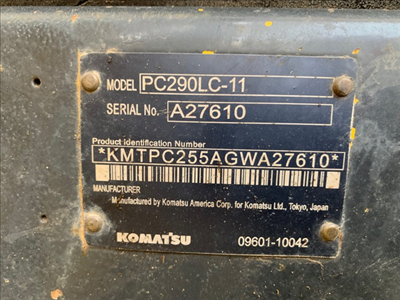 MODEL PC290LC-11
SERIAL No. A27610
Product Identification Number
*KMTPC255AGWA27610*
MANUFACTURER
Manufactured by Komatsu America Corp. for Komatsu Ltd., Tokyo, Japan
KOMATSU 09601-10042